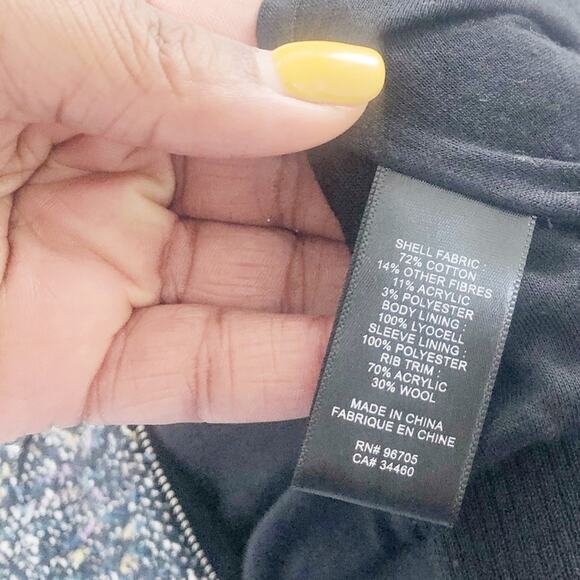 SHELL FABRIC :
72% COTTON
14% OTHER FIBRES
11% ACRYLIC
3% POLYESTER
BODY LINING :
100% LYOCELL
SLEEVE LINING :
100% POLYESTER
RIB TRIM :
70% ACRYLIC
30% WOOL
MADE IN CHINA
FABRIQUE EN CHINE
RN# 96705
CA# 34460